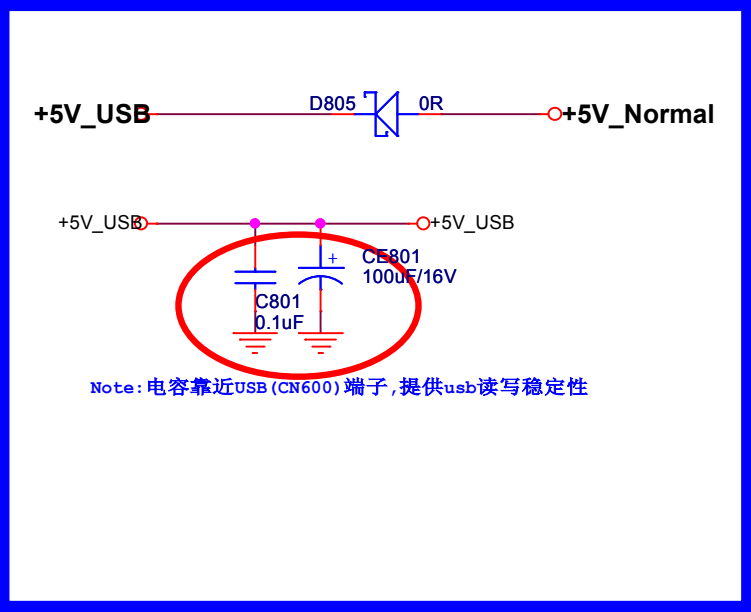 D805 0R
+5V_USB +5V_Normal
+5V_USB +5V_USB
+ CE801
100uF/16V
C801
0.1uF
Note:电容靠近USB(CN600)端子,提供usb读写稳定性